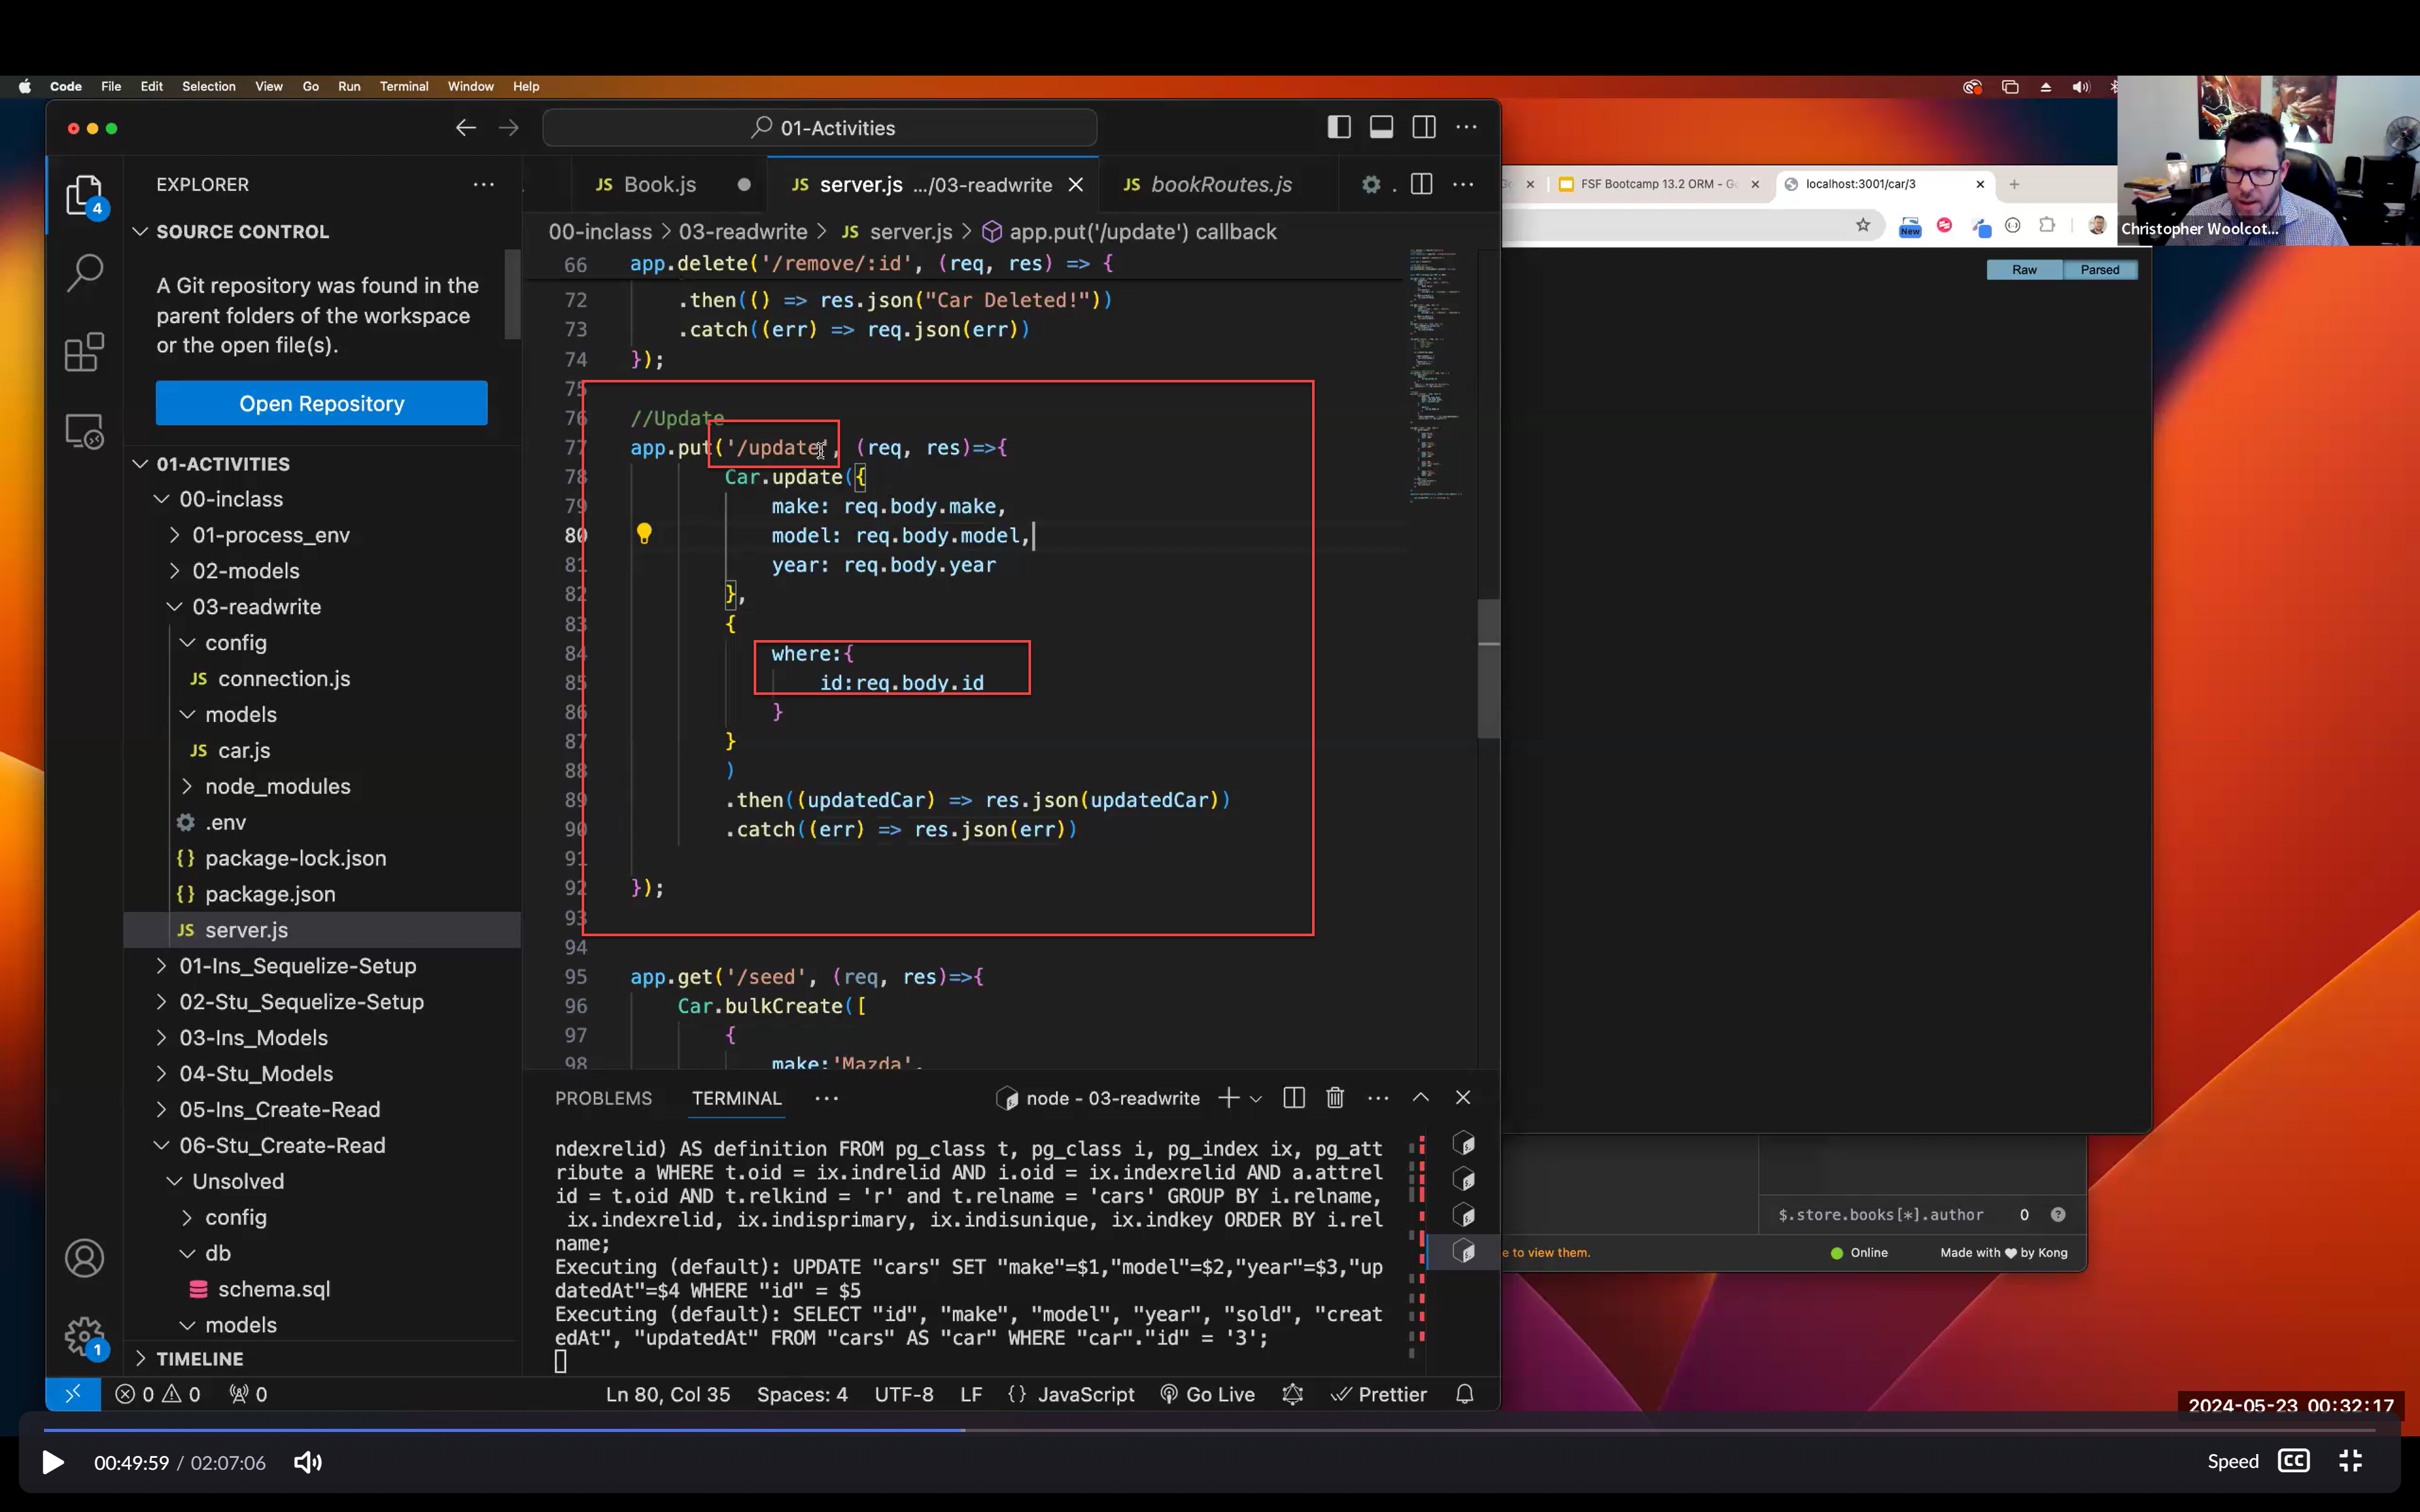 Code File Edit Selection View Go Run Terminal Window Help
01-Activities
EXPLORER
SOURCE CONTROL
A Git repository was found in the
parent folders of the workspace
or the open file(s).
Open Repository
4
01-ACTIVITIES
00-inclass
01-process_env
02-models
03-readwrite
config
JS connection.js
models
JS car.js
node_modules
.env
{} package-lock.json
{} package.json
JS server.js
01-Ins_Sequelize-Setup
02-Stu_Sequelize-Setup
03-Ins_Models
04-Stu_Models
05-Ins_Create-Read
06-Stu_Create-Read
Unsolved
config
db
schema.sql
models
TIMELINE
1
JS Book.js JS server.js .../03-readwrite JS bookRoutes.js
00-inclass > 03-readwrite > JS server.js > app.put('/update') callback
66 app.delete('/remove/:id', (req, res) => {
72 .then(() => res.json("Car Deleted!"))
73 .catch((err) => req.json(err))
74 });
75
76 //Update
77 app.put('/update', (req, res)=>{
78 Car.update({
79 make: req.body.make,
80 model: req.body.model,
81 year: req.body.year
82 },
83 {
84 where:{
85 id:req.body.id
86 }
87 }
88 )
89 .then((updatedCar) => res.json(updatedCar))
90 .catch((err) => res.json(err))
91
92 });
93
94
95 app.get('/seed', (req, res)=>{
96 Car.bulkCreate([
97 {
98 make:'Mazda',
PROBLEMS TERMINAL node - 03-readwrite
ndexrelid) AS definition FROM pg_class t, pg_class i, pg_index ix, pg_att
ribute a WHERE t.oid = ix.indrelid AND i.oid = ix.indexrelid AND a.attrel
id = t.oid AND t.relkind = 'r' and t.relname = 'cars' GROUP BY i.relname,
ix.indexrelid, ix.indisprimary, ix.indisunique, ix.indkey ORDER BY i.rel
name;
Executing (default): UPDATE "cars" SET "make"=$1,"model"=$2,"year"=$3,"up
datedAt"=$4 WHERE "id" = $5
Executing (default): SELECT "id", "make", "model", "year", "sold", "creat
edAt", "updatedAt" FROM "cars" AS "car" WHERE "car"."id" = '3';
0 0 0 Ln 80, Col 35 Spaces: 4 UTF-8 LF {} JavaScript Go Live Prettier
FSF Bootcamp 13.2 ORM - Go localhost:3001/car/3
New
Christopher Woolcot...
Raw Parsed
$.store.books[*].author 0
e to view them. Online Made with ♥ by Kong
2024-05-23 00:32:17
00:49:59 / 02:07:06 Speed CC